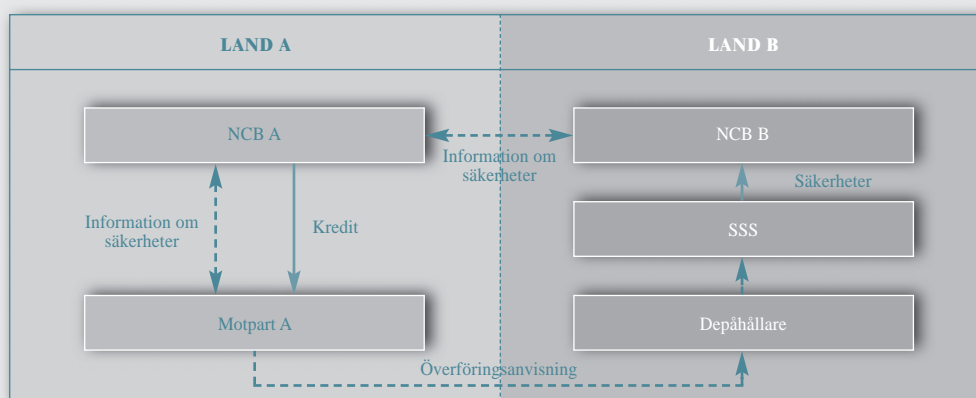 LAND A
LAND B
NCB A
NCB B
Information om
säkerheter
Säkerheter
Information om
säkerheter
Kredit
SSS
Motpart A
Depåhållare
Överföringsanvisning